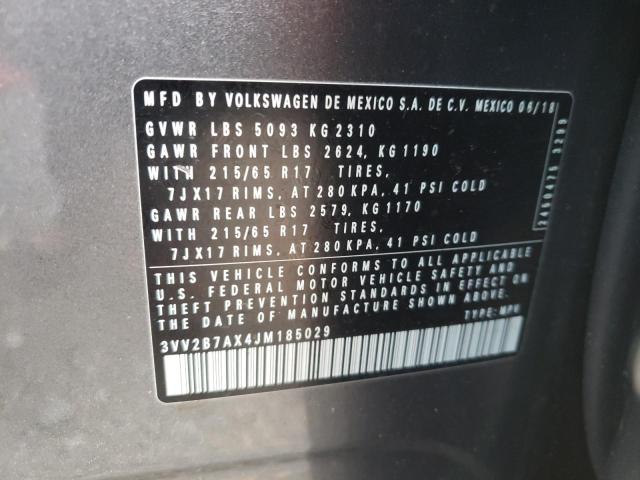 MFD BY VOLKSWAGEN DE MEXICO S.A. DE C.V. MEXICO 06/18
GVWR LBS 5093 KG 2310
GAWR FRONT LBS 2624, KG 1190
WITH 215/65 R17 TIRES,
7JX17 RIMS, AT 280 KPA, 41 PSI COLD
GAWR REAR LBS 2579, KG 1170
WITH 215/65 R17 TIRES,
7JX17 RIMS, AT 280 KPA, 41 PSI COLD
THIS VEHICLE CONFORMS TO ALL APPLICABLE
U.S. FEDERAL MOTOR VEHICLE SAFETY AND
THEFT PREVENTION STANDARDS IN EFFECT ON
THE DATE OF MANUFACTURE SHOWN ABOVE.
3VV2B7AX4JM185029
TYPE: MPV